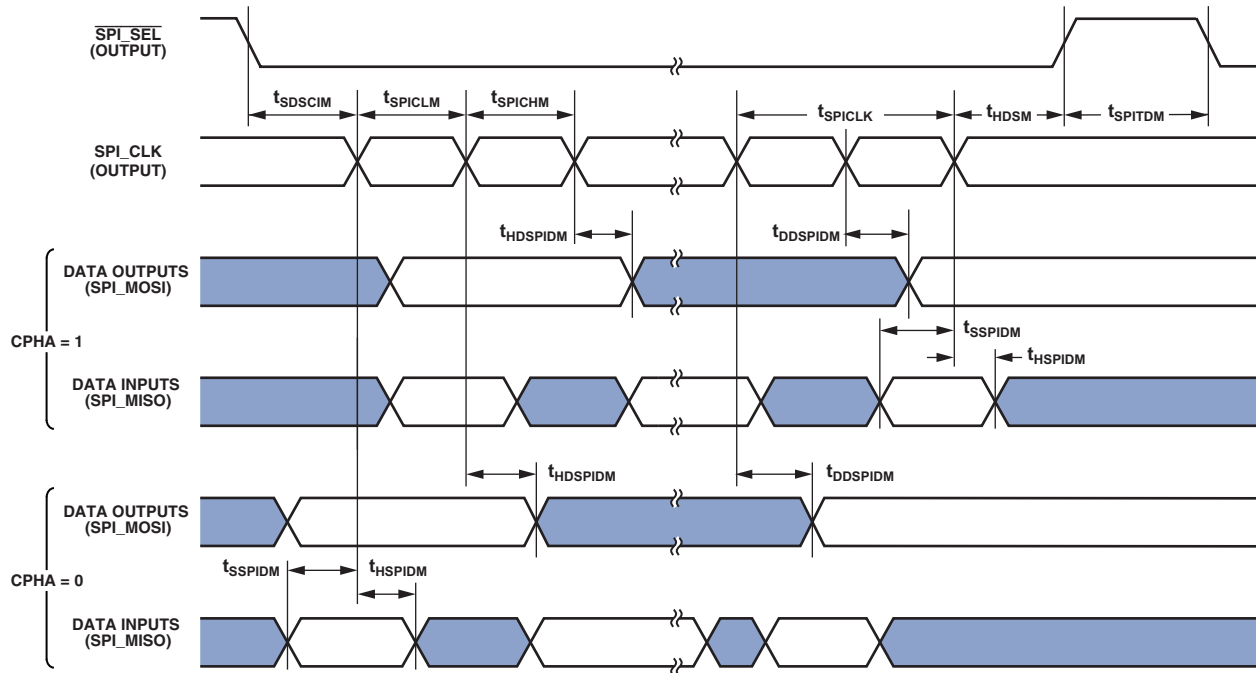 SPI_SEL
(OUTPUT)
tSDSCIM tSPICLM tSPICHM tSPICLK tHDSM tSPITDM
SPI_CLK
(OUTPUT)
tHDSPIDM tDDSPIDM
DATA OUTPUTS
(SPI_MOSI)
CPHA = 1
tSSPIDM
tHSPIDM
DATA INPUTS
(SPI_MISO)
tHDSPIDM tDDSPIDM
DATA OUTPUTS
(SPI_MOSI)
CPHA = 0
tSSPIDM tHSPIDM
DATA INPUTS
(SPI_MISO)